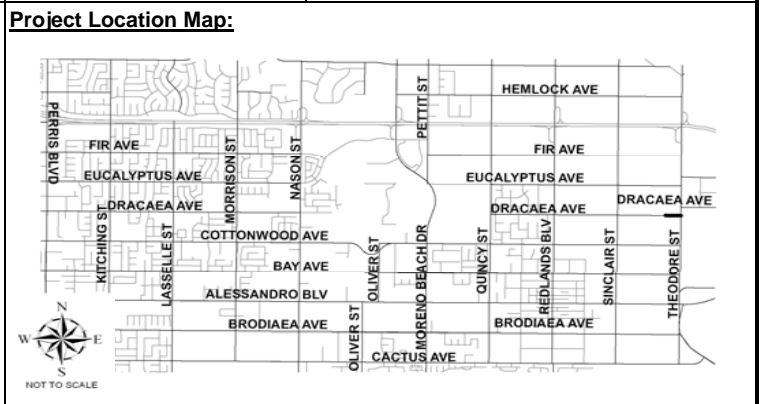 Project Location Map:
HEMLOCK AVE
PERRIS BLVD
PETTIT ST
FIR AVE
FIR AVE
MORRISON ST
NASON ST
EUCALYPTUS AVE
EUCALYPTUS AVE
DRACAEA AVE
DRACAEA AVE
DRACAEA AVE
KITCHING ST
LASSELLE ST
COTTONWOOD AVE
OLIVER ST
MORENO BEACH DR
QUINCY ST
REDLANDS BLV
SINCLAIR ST
THEODORE ST
BAY AVE
ALESSANDRO BLV
BRODIAEA AVE
BRODIAEA AVE
OLIVER ST
CACTUS AVE
N
W E
S
NOT TO SCALE